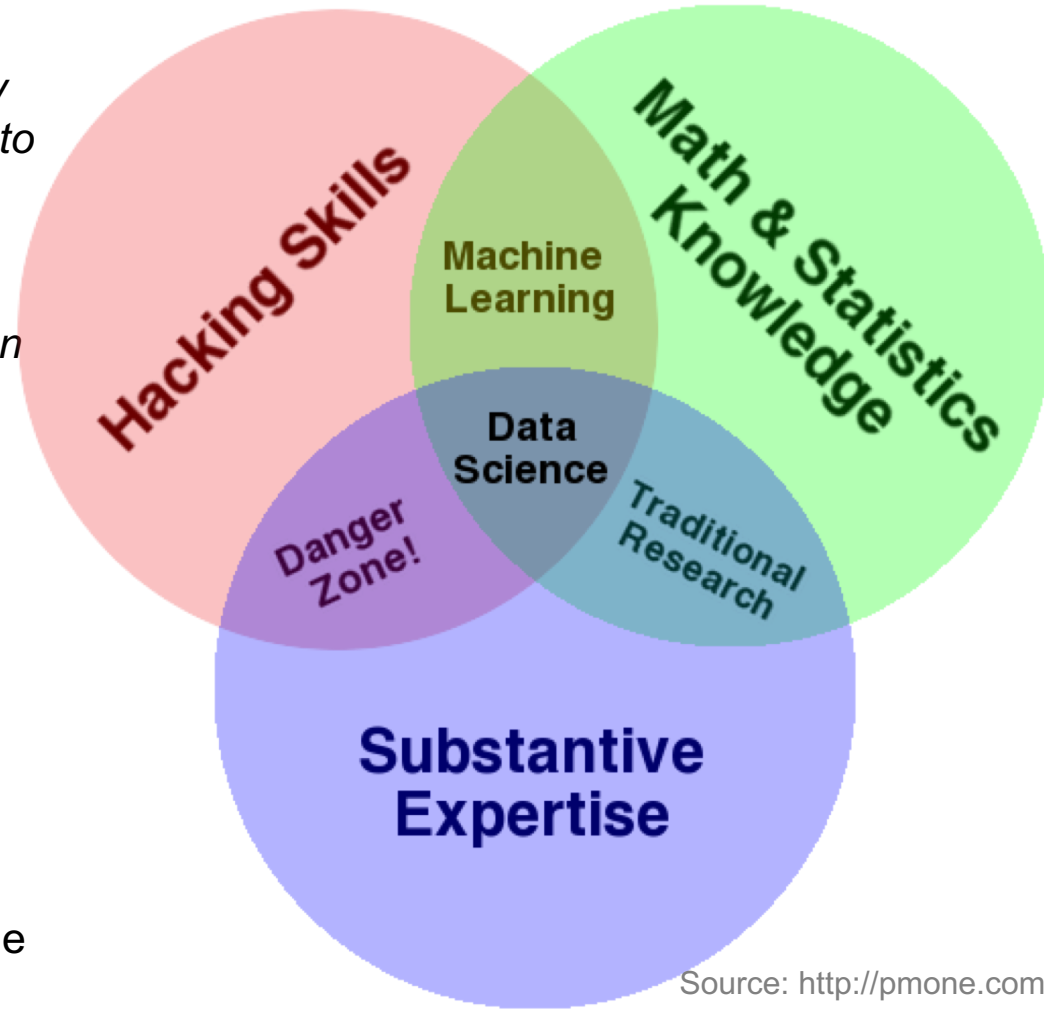 to
n
Hacking Skills
Math & Statistics
Knowledge
Machine
Learning
Data
Science
Danger
Zone!
Traditional
Research
Substantive
Expertise
e
Source: http://pmone.com